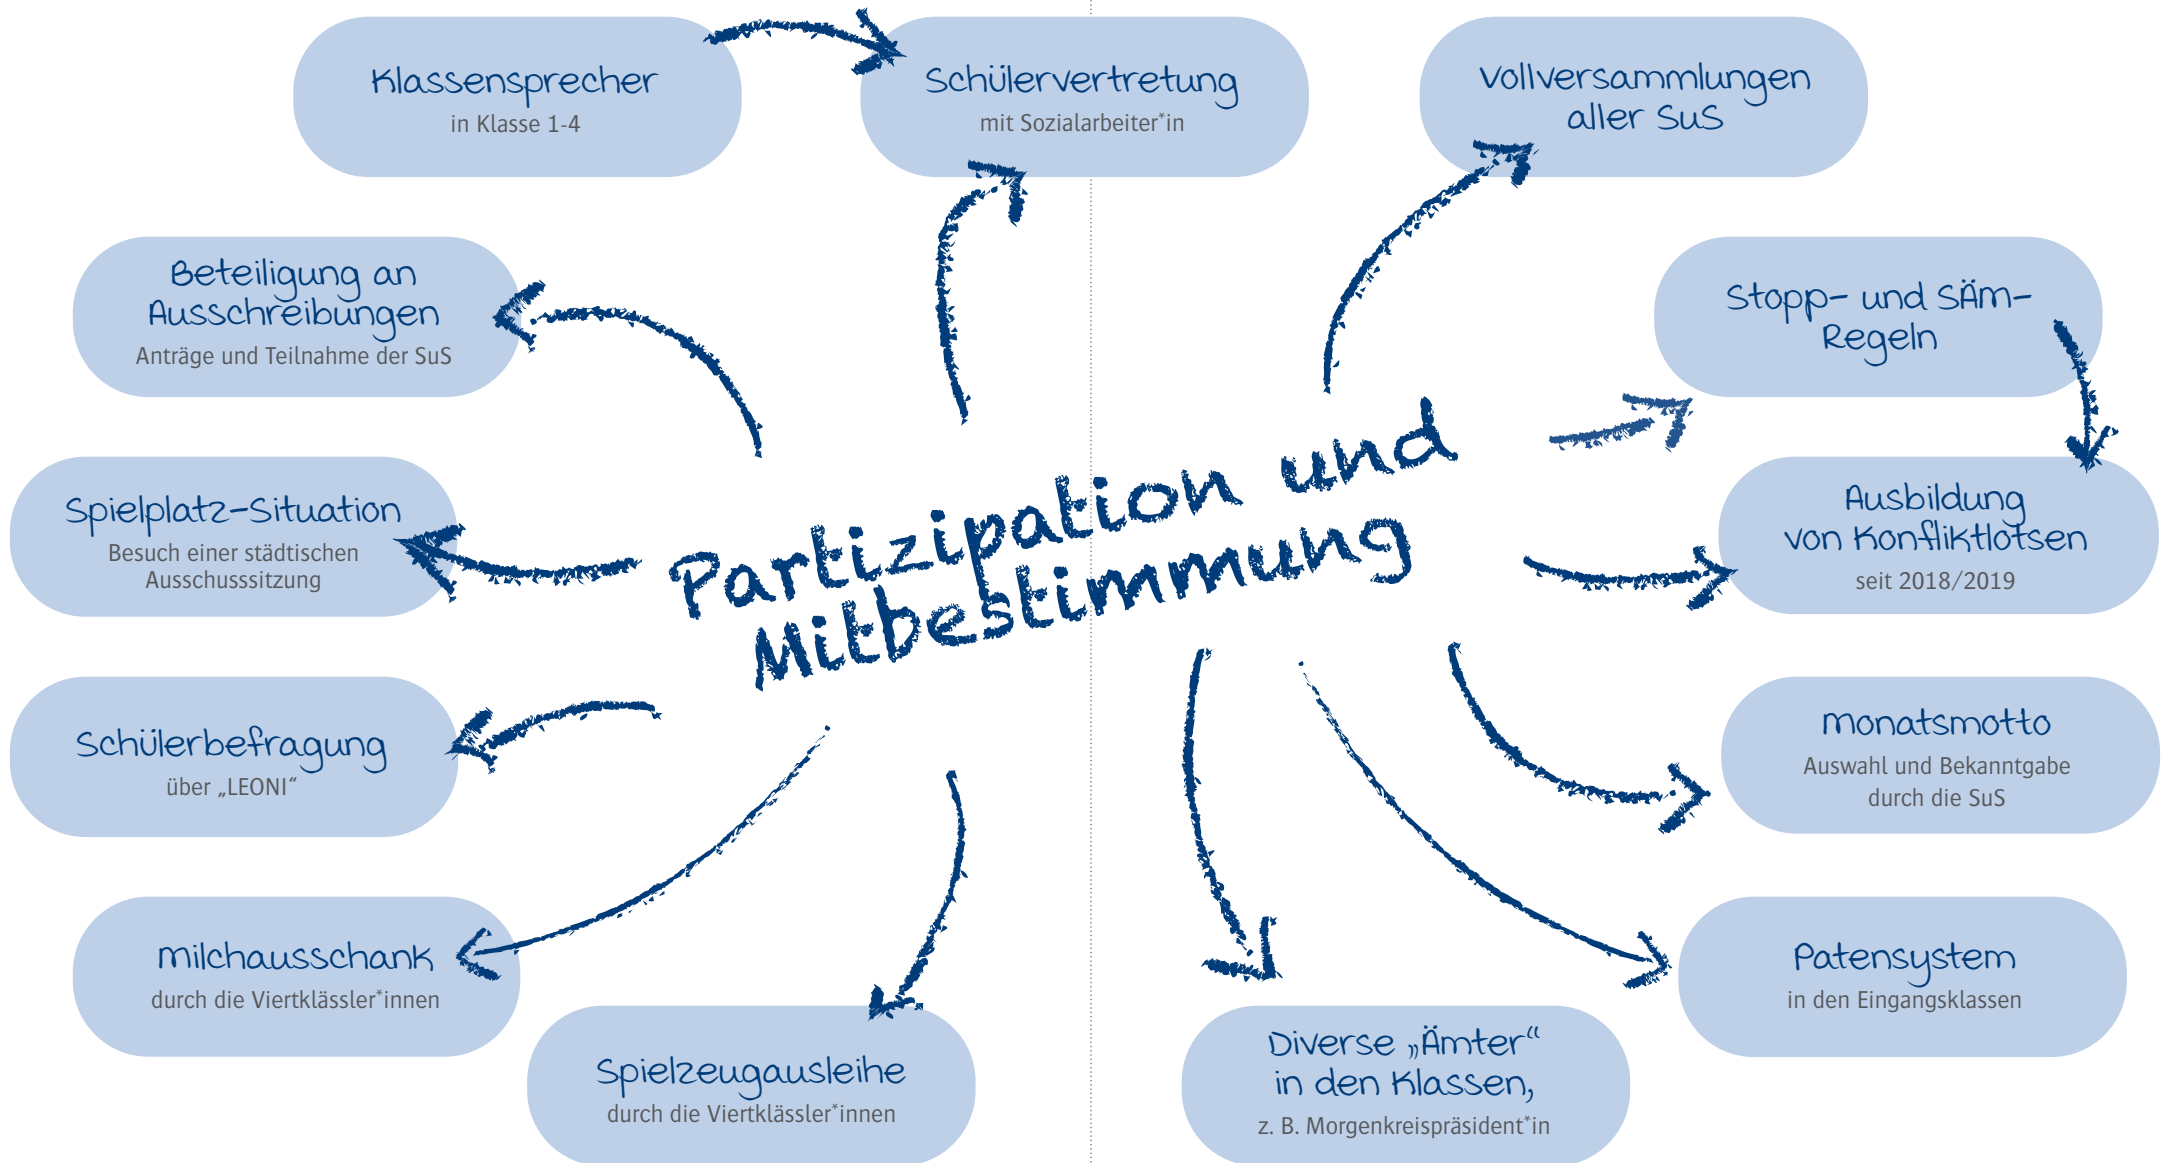 Klassensprecher
in Klasse 1-4
Schülervertretung
mit Sozialarbeiter*in
Vollversammlungen
aller SuS
Beteiligung an
Ausschreibungen
Anträge und Teilnahme der SuS
Stopp- und SÄM-
Regeln
Spielplatz-Situation
Besuch einer städtischen
Ausschusssitzung
Partizipation und
Mitbestimmung
Ausbildung
von Konfliktlotsen
seit 2018/2019
Schülerbefragung
über „LEONI“
Monatsmotto
Auswahl und Bekanntgabe
durch die SuS
Milchausschank
durch die Viertklässler*innen
Patensystem
in den Eingangsklassen
Spielzeugausleihe
durch die Viertklässler*innen
Diverse „Ämter“
in den Klassen,
z. B. Morgenkreispräsident*in